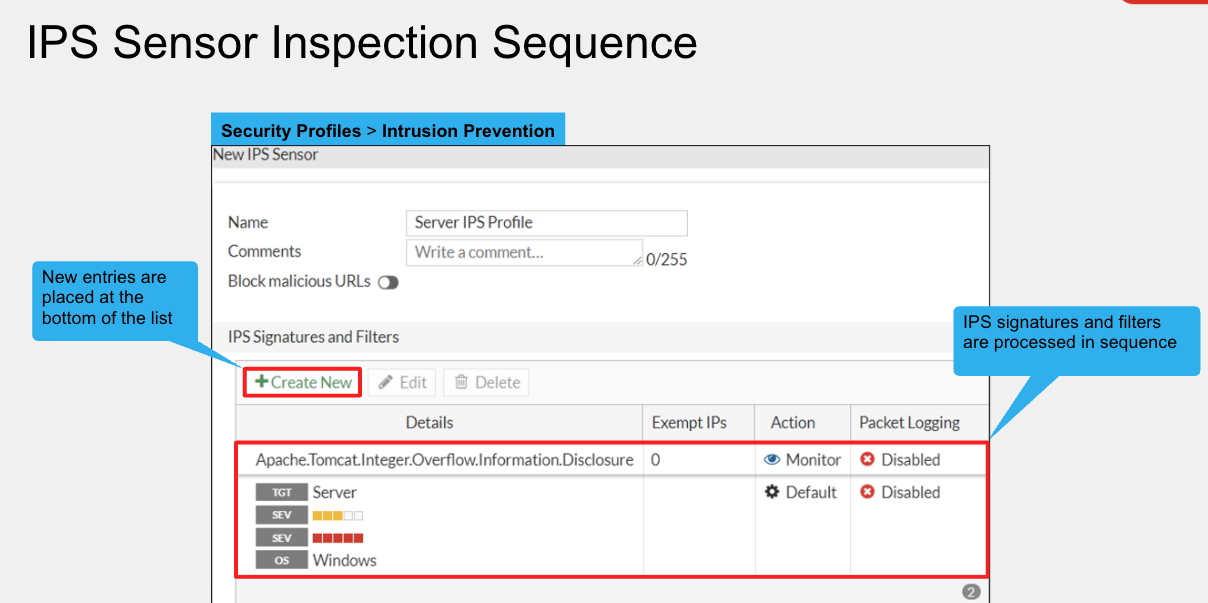 IPS Sensor Inspection Sequence
Security Profiles > Intrusion Prevention
New IPS Sensor
Name
Server IPS Profile
Comments
Write a comment...
0/255
Block malicious URLs
New entries are
placed at the
bottom of the list
IPS Signatures and Filters
IPS signatures and filters
are processed in sequence
+Create New
Edit
Delete
Details
Exempt IPs
Action
Packet Logging
Apache.Tomcat.Integer.Overflow.Information.Disclosure
0
Monitor
Disabled
TGT Server
Default
Disabled
SEV
SEV
OS Windows
2